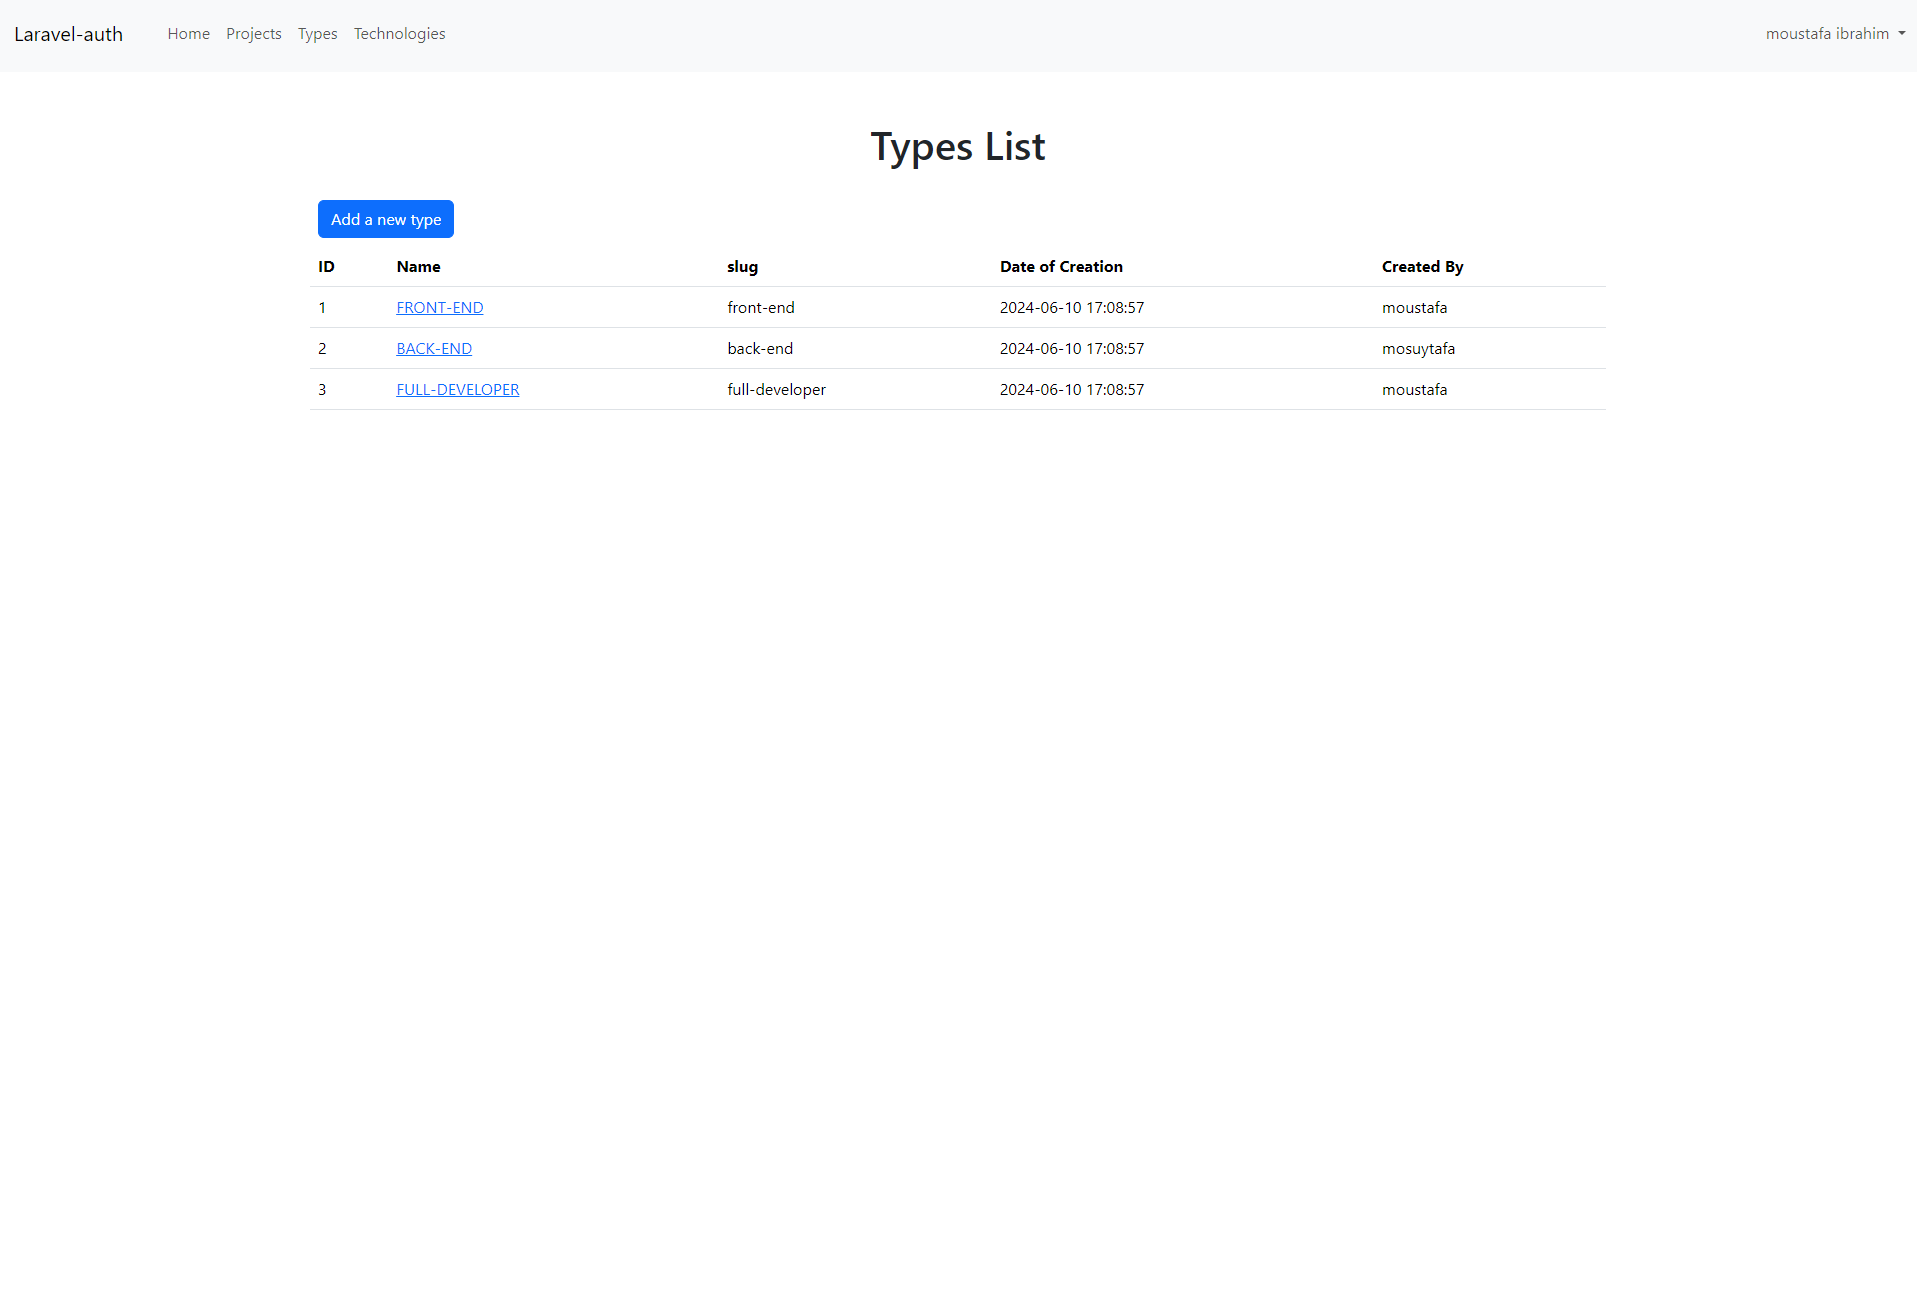 Laravel-auth Home Projects Types Technologies moustafa ibrahim
Types List
Add a new type
ID Name slug Date of Creation Created By
1 FRONT-END front-end 2024-06-10 17:08:57 moustafa
2 BACK-END back-end 2024-06-10 17:08:57 mosuytafa
3 FULL-DEVELOPER full-developer 2024-06-10 17:08:57 moustafa